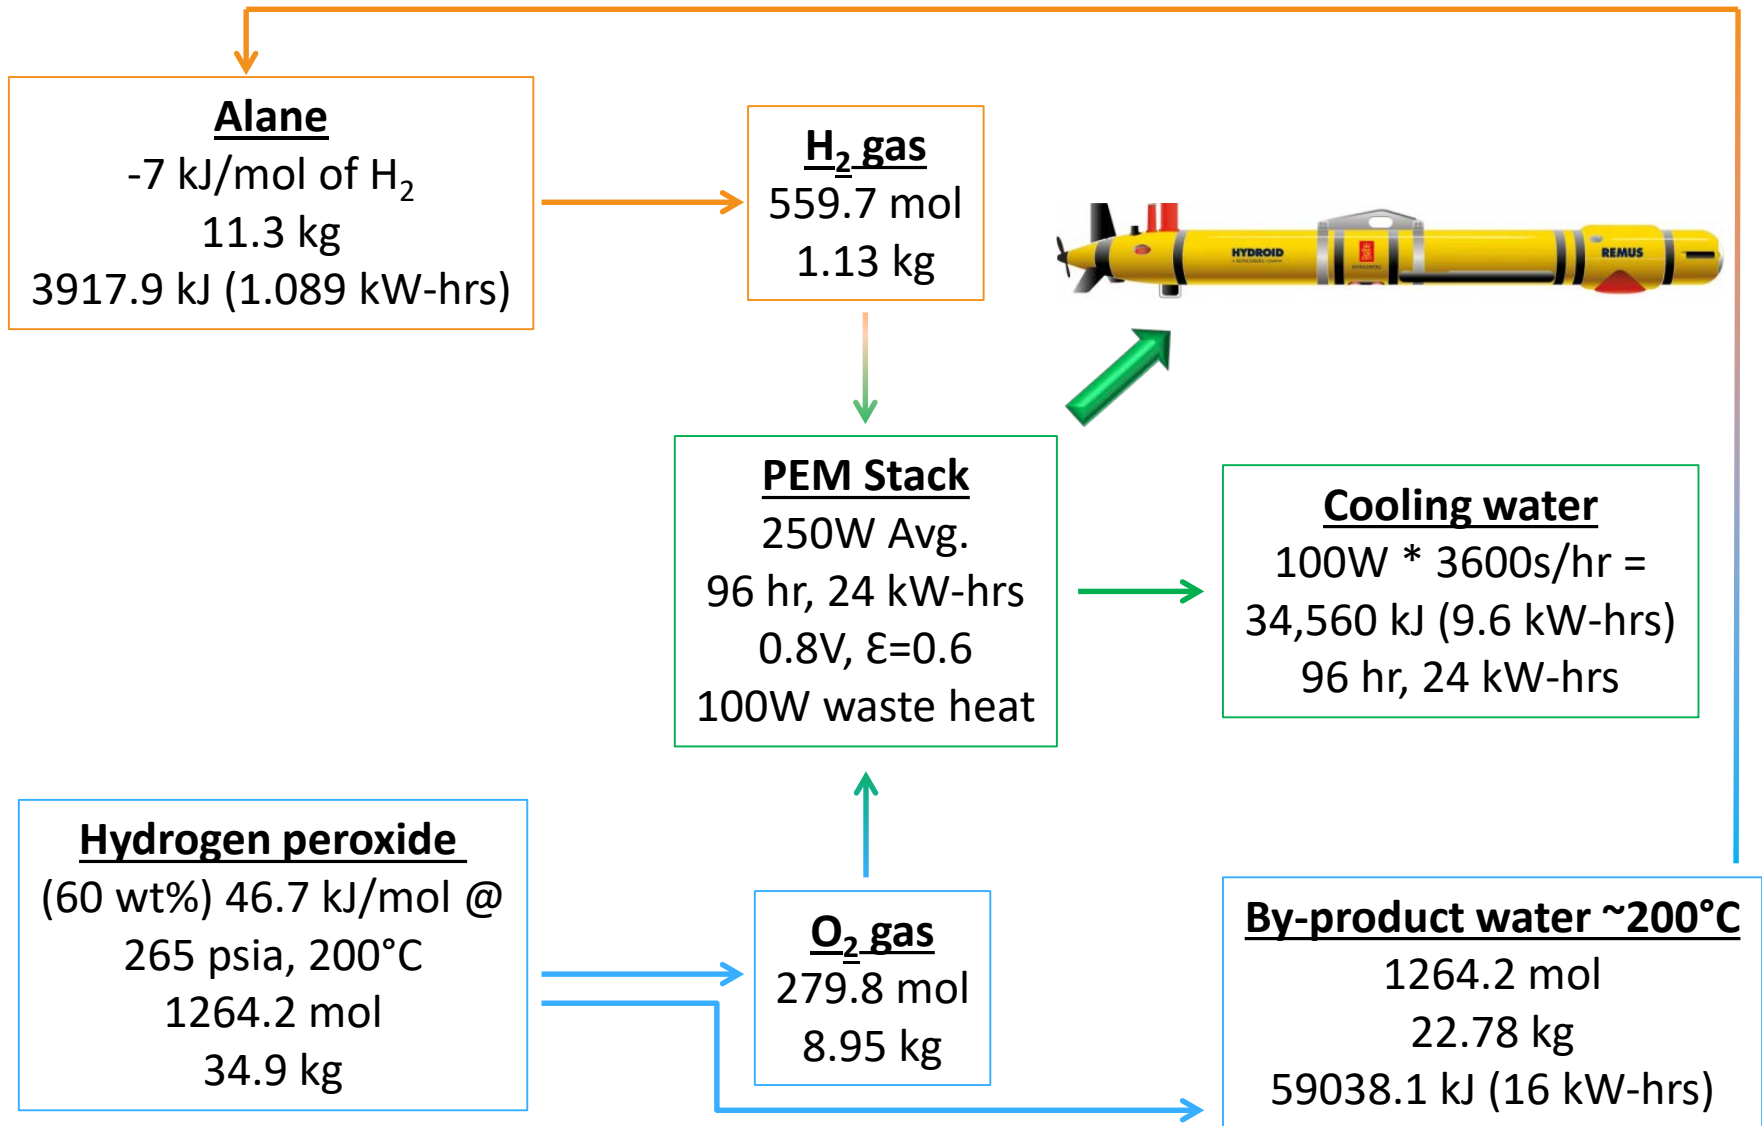 Alane
-7 kJ/mol of H₂
11.3 kg
3917.9 kJ (1.089 kW-hrs)
H₂ gas
559.7 mol
1.13 kg
HYDROID
REMUS
PEM Stack
250W Avg.
96 hr, 24 kW-hrs
0.8V, Ɛ=0.6
100W waste heat
Cooling water
100W * 3600s/hr =
34,560 kJ (9.6 kW-hrs)
96 hr, 24 kW-hrs
Hydrogen peroxide
(60 wt%) 46.7 kJ/mol @
265 psia, 200°C
1264.2 mol
34.9 kg
O₂ gas
279.8 mol
8.95 kg
By-product water ~200°C
1264.2 mol
22.78 kg
59038.1 kJ (16 kW-hrs)